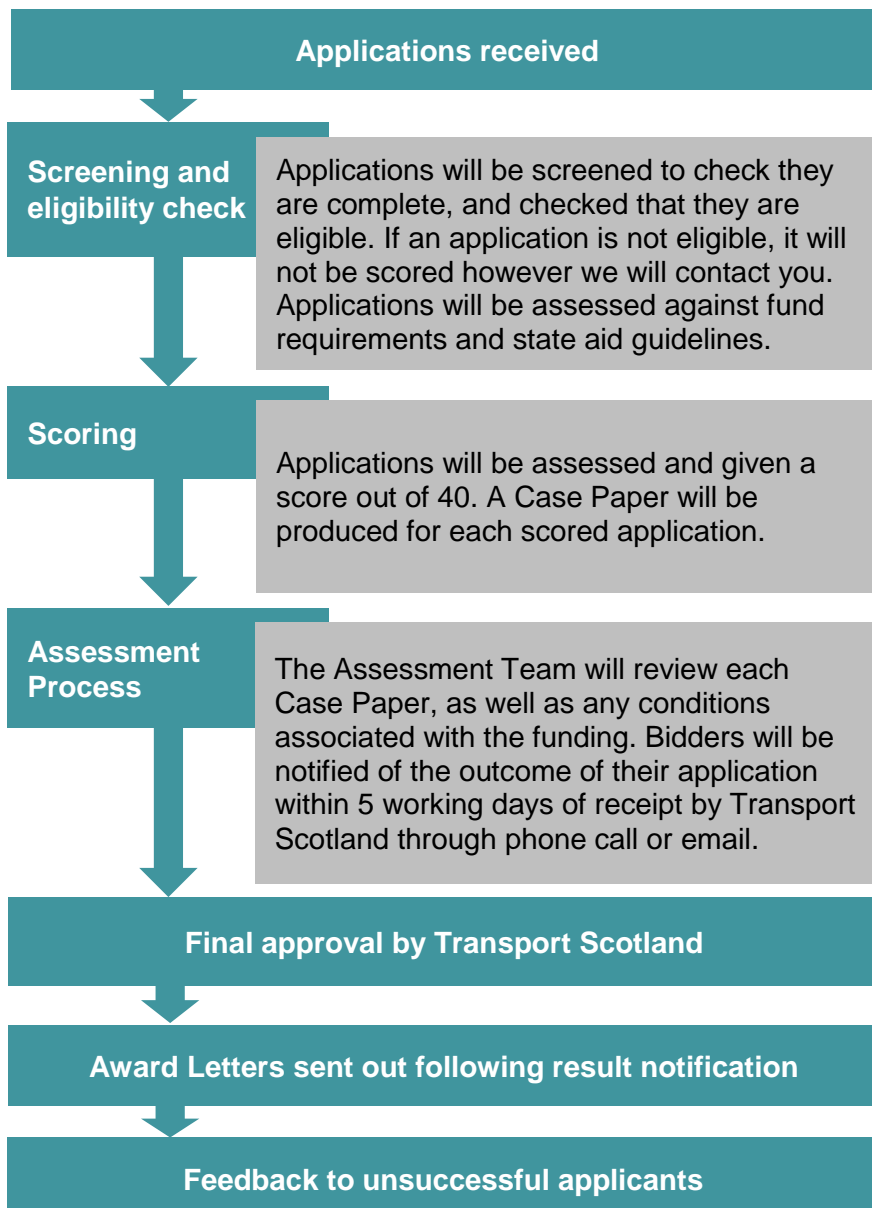 Applications received
Screening and
eligibility check
Applications will be screened to check they
are complete, and checked that they are
eligible. If an application is not eligible, it will
not be scored however we will contact you.
Applications will be assessed against fund
requirements and state aid guidelines.
Scoring
Applications will be assessed and given a
score out of 40. A Case Paper will be
produced for each scored application.
Assessment
Process
The Assessment Team will review each
Case Paper, as well as any conditions
associated with the funding. Bidders will be
notified of the outcome of their application
within 5 working days of receipt by Transport
Scotland through phone call or email.
Final approval by Transport Scotland
Award Letters sent out following result notification
Feedback to unsuccessful applicants